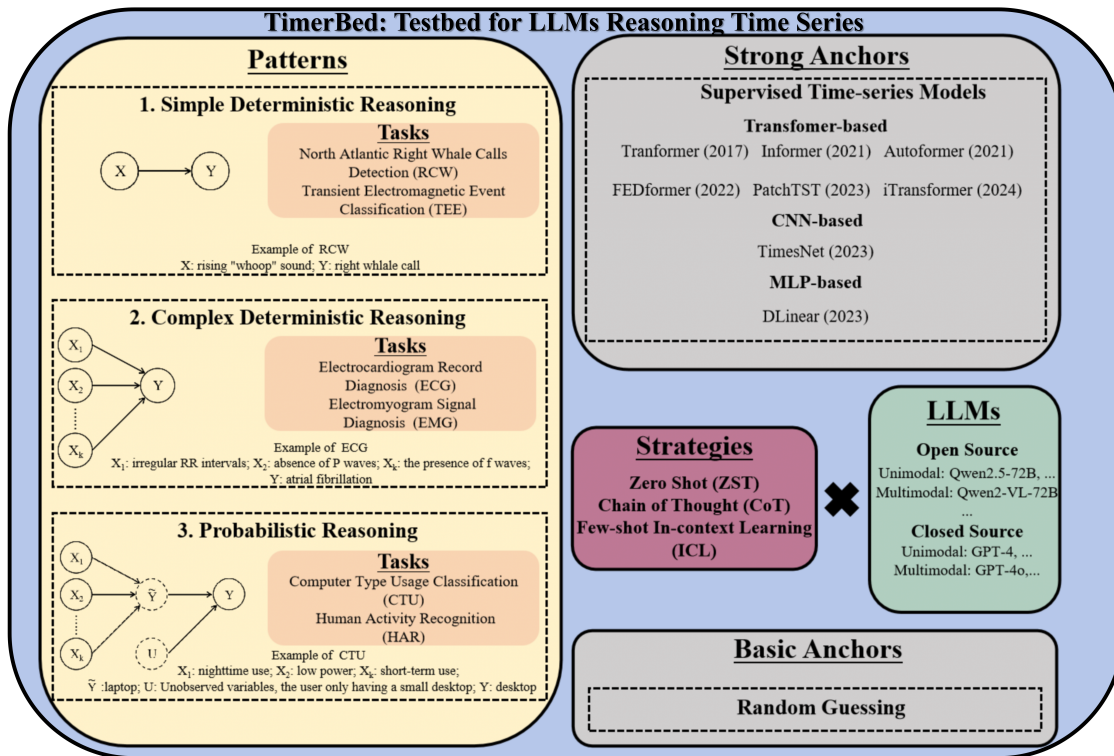 TimerBed: Testbed for LLMs Reasoning Time Series
Patterns
1. Simple Deterministic Reasoning
X
Y
Tasks
North Atlantic Right Whale Calls
Detection (RCW)
Transient Electromagnetic Event
Classification (TEE)
Example of RCW
X: rising "whoop" sound; Y: right whlale call
2. Complex Deterministic Reasoning
X₁
X₂
Xₖ
Y
Tasks
Electrocardiogram Record
Diagnosis (ECG)
Electromyogram Signal
Diagnosis (EMG)
Example of ECG
X₁: irregular RR intervals; X₂: absence of P waves; Xₖ: the presence of f waves;
Y: atrial fibrillation
3. Probabilistic Reasoning
X₁
X₂
Xₖ
Ỹ
U
Y
Tasks
Computer Type Usage Classification
(CTU)
Human Activity Recognition
(HAR)
Example of CTU
X₁: nighttime use; X₂: low power; Xₖ: short-term use;
Ỹ :laptop; U: Unobserved variables, the user only having a small desktop; Y: desktop
Strong Anchors
Supervised Time-series Models
Transfomer-based
Tranformer (2017) Informer (2021) Autoformer (2021)
FEDformer (2022) PatchTST (2023) iTransformer (2024)
CNN-based
TimesNet (2023)
MLP-based
DLinear (2023)
Strategies
Zero Shot (ZST)
Chain of Thought (CoT)
Few-shot In-context Learning
(ICL)
LLMs
Open Source
Unimodal: Qwen2.5-72B, ...
Multimodal: Qwen2-VL-72B
...
Closed Source
Unimodal: GPT-4, ...
Multimodal: GPT-4o,...
Basic Anchors
Random Guessing